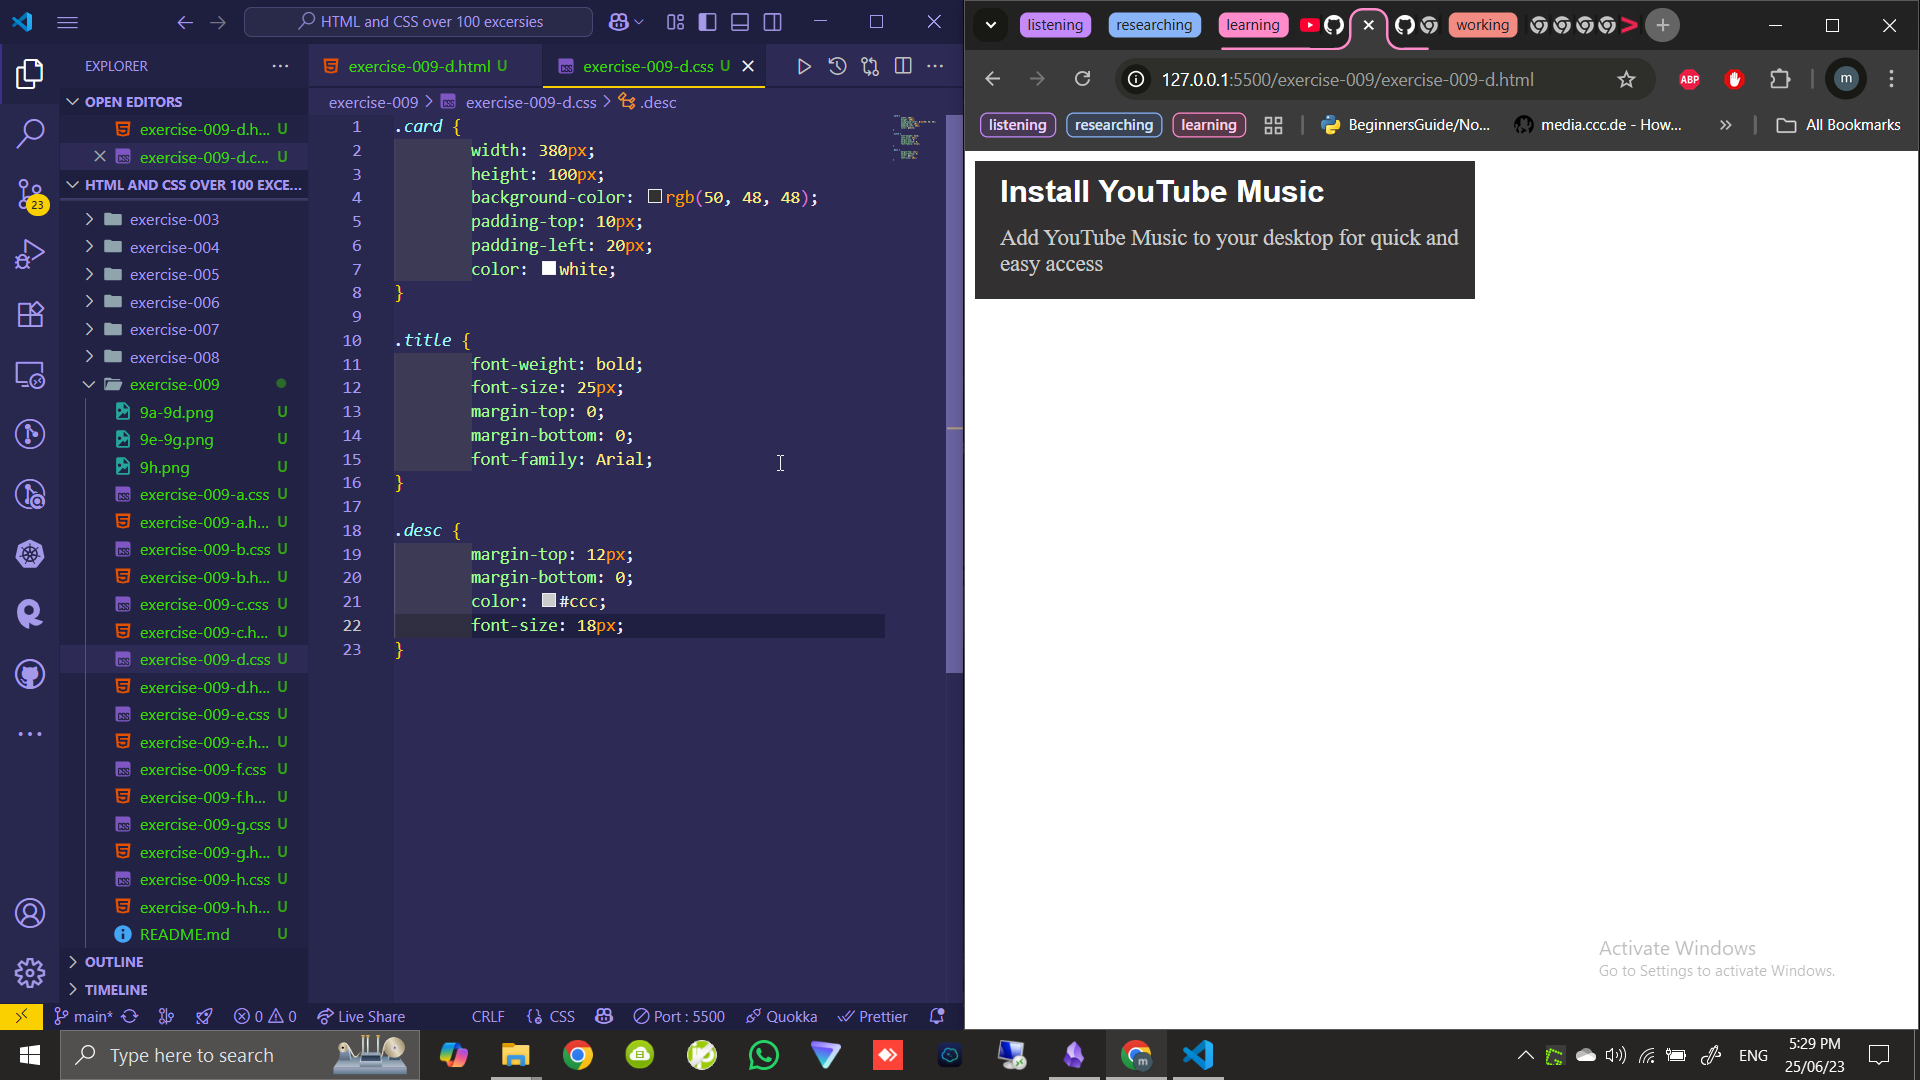 HTML and CSS over 100 excersies
EXPLORER
OPEN EDITORS
exercise-009-d.h... U
exercise-009-d.c... U
HTML AND CSS OVER 100 EXCE...
exercise-003
exercise-004
exercise-005
exercise-006
exercise-007
exercise-008
exercise-009
9a-9d.png U
9e-9g.png U
9h.png U
exercise-009-a.css U
exercise-009-a.h... U
exercise-009-b.css U
exercise-009-b.h... U
exercise-009-c.css U
exercise-009-c.h... U
exercise-009-d.css U
exercise-009-d.h... U
exercise-009-e.css U
exercise-009-e.h... U
exercise-009-f.css U
exercise-009-f.h... U
exercise-009-g.css U
exercise-009-g.h... U
exercise-009-h.css U
exercise-009-h.h... U
README.md U
OUTLINE
TIMELINE
23
exercise-009-d.html U
exercise-009-d.css U
exercise-009 > exercise-009-d.css > .desc
1 .card {
2 width: 380px;
3 height: 100px;
4 background-color: rgb(50, 48, 48);
5 padding-top: 10px;
6 padding-left: 20px;
7 color: white;
8 }
9
10 .title {
11 font-weight: bold;
12 font-size: 25px;
13 margin-top: 0;
14 margin-bottom: 0;
15 font-family: Arial;
16 }
17
18 .desc {
19 margin-top: 12px;
20 margin-bottom: 0;
21 color: #ccc;
22 font-size: 18px;
23 }
main* 0 0 Live Share CRLF {} CSS Port : 5500 Quokka Prettier
listening researching learning working
127.0.0.1:5500/exercise-009/exercise-009-d.html
ABP
m
listening researching learning BeginnersGuide/No... media.ccc.de - How... » All Bookmarks
Install YouTube Music
Add YouTube Music to your desktop for quick and
easy access
Activate Windows
Go to Settings to activate Windows.
Type here to search
m
ENG
5:29 PM
25/06/23